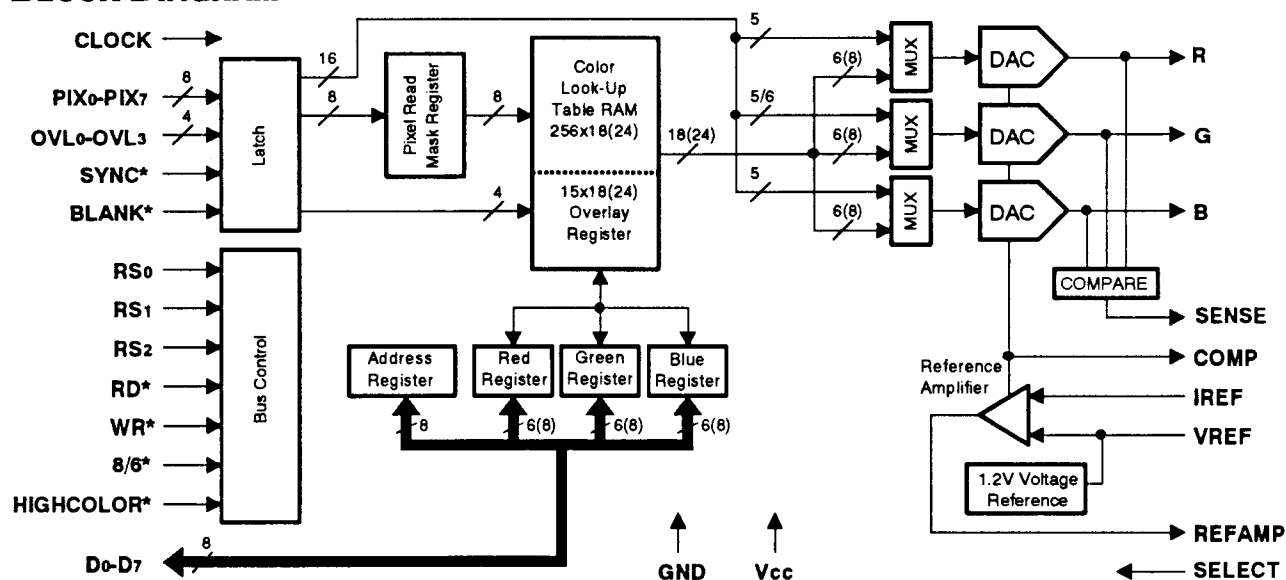 CLOCK
PIX0-PIX7
8
OVL0-OVL3
4
SYNC*
BLANK*
Latch
16
8
Pixel Read
Mask Register
8
4
Color
Look-Up
Table RAM
256x18(24)
15x18(24)
Overlay
Register
18(24)
5
6(8)
5/6
6(8)
5
6(8)
MUX
MUX
MUX
DAC
DAC
DAC
R
G
B
COMPARE
SENSE
COMP
IREF
VREF
REFAMP
SELECT
Reference
Amplifier
1.2V Voltage
Reference
RS0
RS1
RS2
RD*
WR*
8/6*
HIGHCOLOR*
Bus Control
Address
Register
Red
Register
Green
Register
Blue
Register
8
6(8)
6(8)
6(8)
D0-D7
8
GND
Vcc